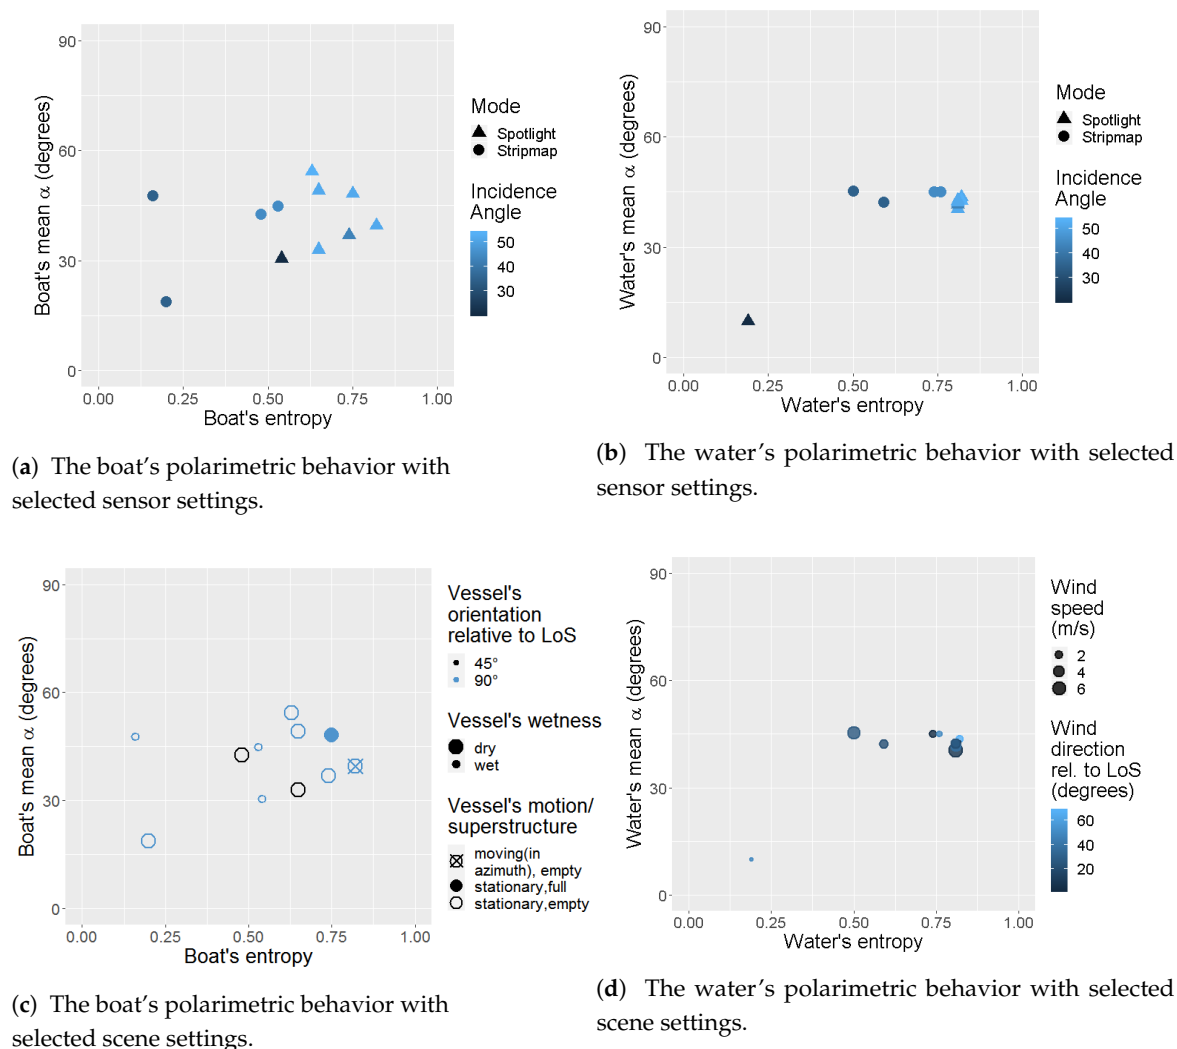 90
60
30
0
0.00 0.25 0.50 0.75 1.00
Boat's entropy
Boat's mean α (degrees)
Mode
Spotlight
Stripmap
Incidence
Angle
50
40
30
(a) The boat's polarimetric behavior with
selected sensor settings.
90
60
30
0
0.00 0.25 0.50 0.75 1.00
Water's entropy
Water's mean α (degrees)
Mode
Spotlight
Stripmap
Incidence
Angle
50
40
30
(b) The water's polarimetric behavior with selected
sensor settings.
90
60
30
0
0.00 0.25 0.50 0.75 1.00
Boat's entropy
Boat's mean α (degrees)
Vessel's
orientation
relative to LoS
45°
90°
Vessel's wetness
dry
wet
Vessel's motion/
superstructure
moving(in
azimuth), empty
stationary,full
stationary,empty
(c) The boat's polarimetric behavior with
selected scene settings.
90
60
30
0
0.00 0.25 0.50 0.75 1.00
Water's entropy
Water's mean α (degrees)
Wind
speed
(m/s)
2
4
6
Wind
direction
rel. to LoS
(degrees)
60
40
20
(d) The water's polarimetric behavior with selected
scene settings.